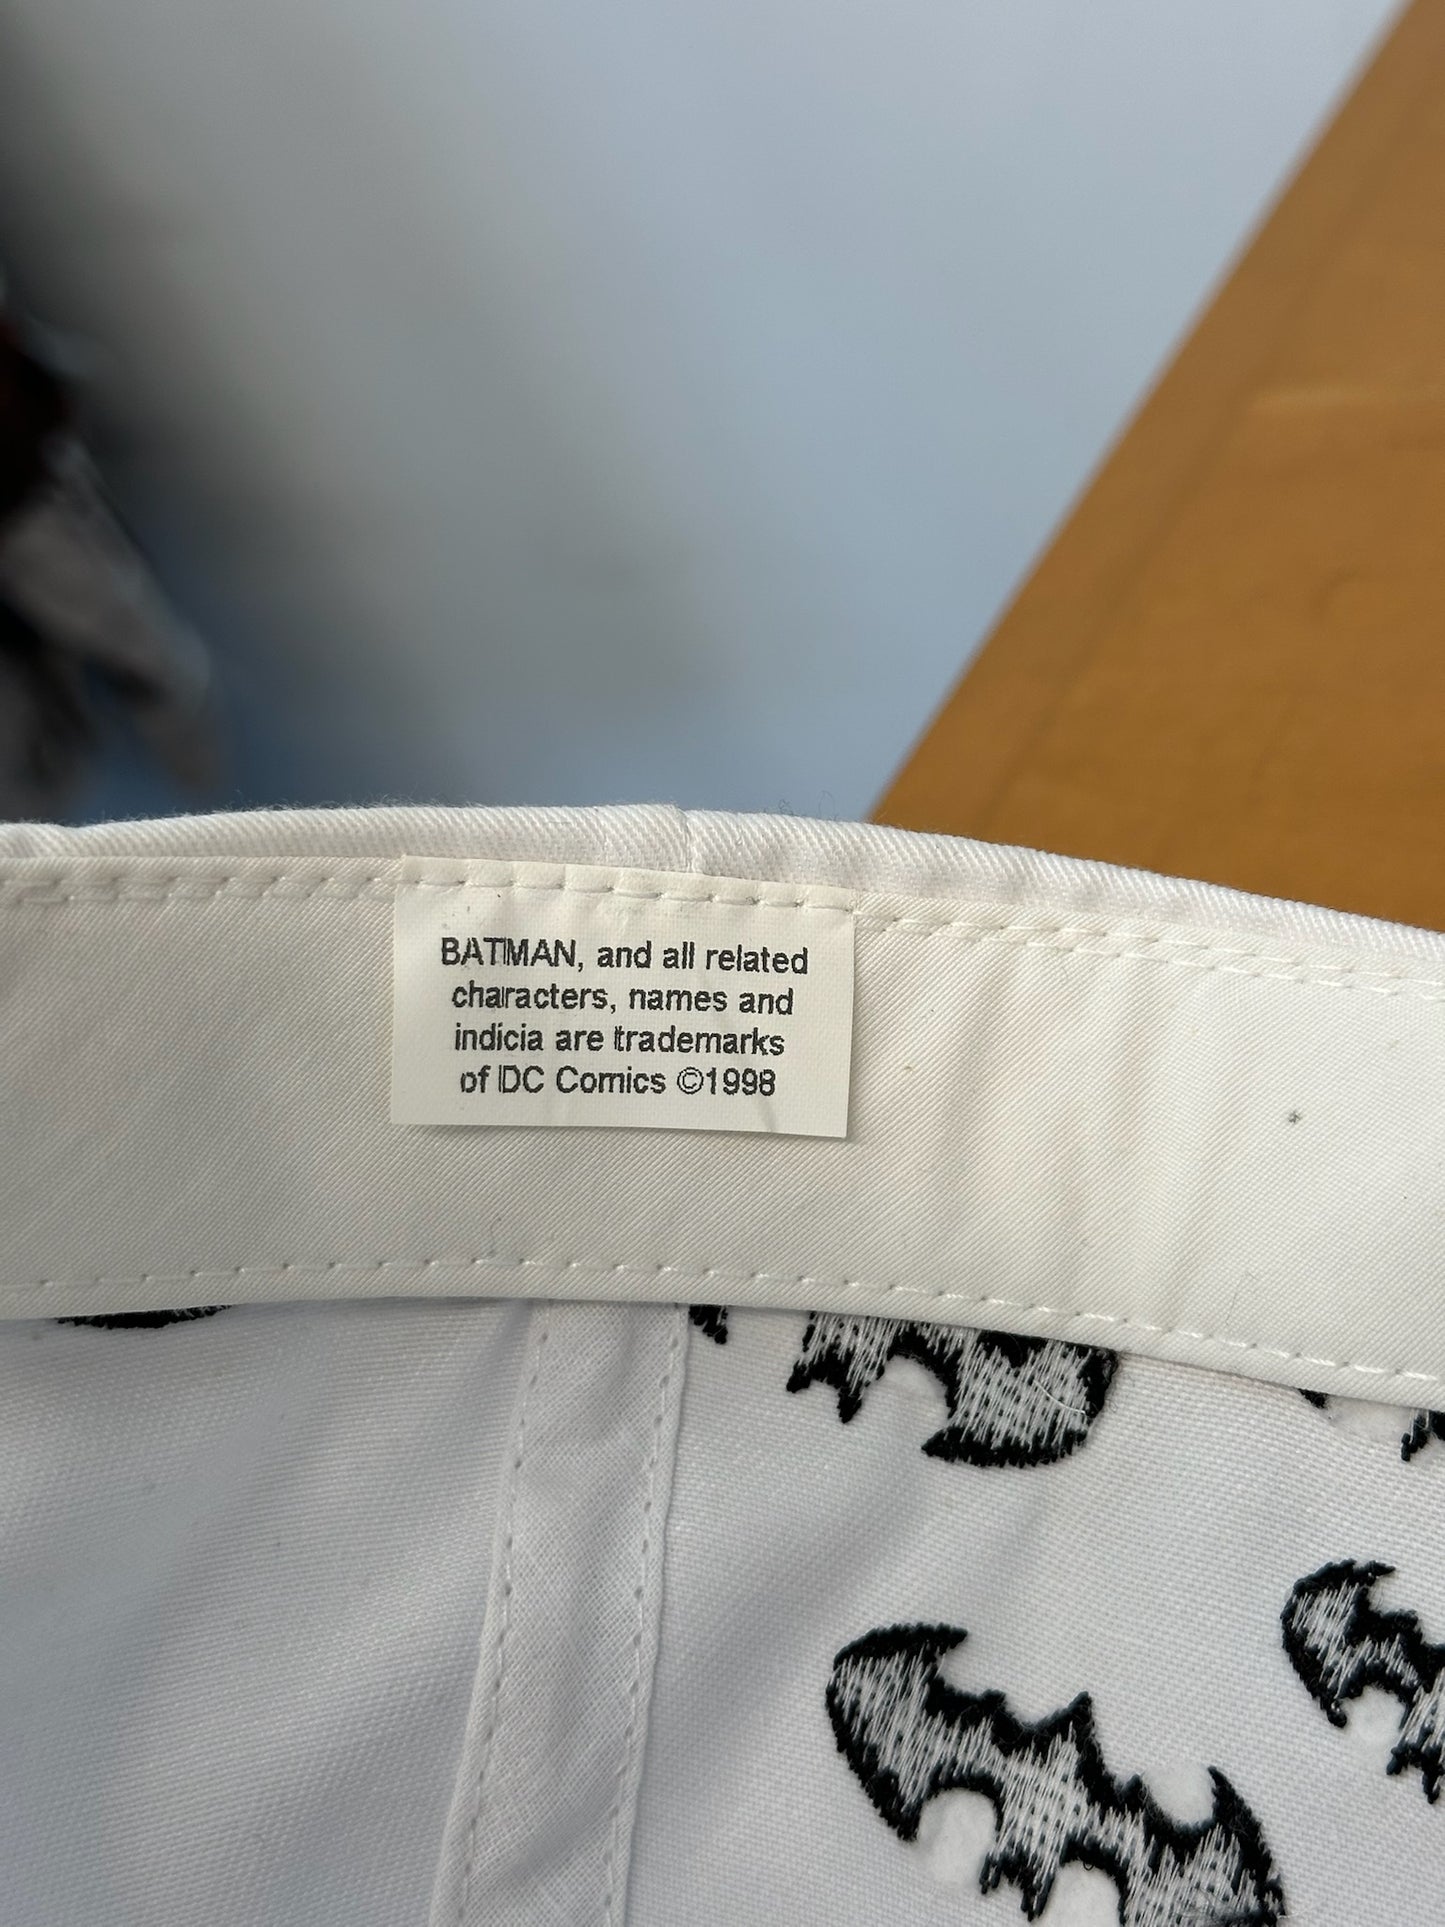 BATMAN, and all related
characters, names and
indicia are trademarks
of DC Comics ©1998